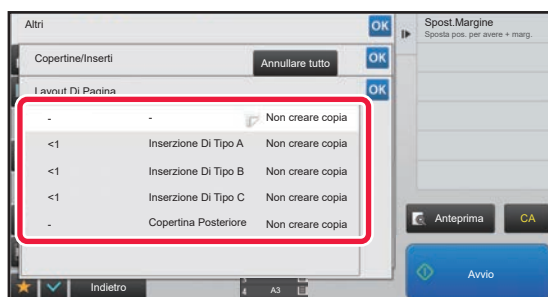 Altri
OK
Spost.Margine
Sposta pos. per avere + marg.
Copertine/Inserti
Annullare tutto
OK
Layout Di Pagina
OK
- - Non creare copia
<1 Inserzione Di Tipo A Non creare copia
<1 Inserzione Di Tipo B Non creare copia
<1 Inserzione Di Tipo C Non creare copia
- Copertina Posteriore Non creare copia
Anteprima
CA
Indietro
4 A3
Avvio